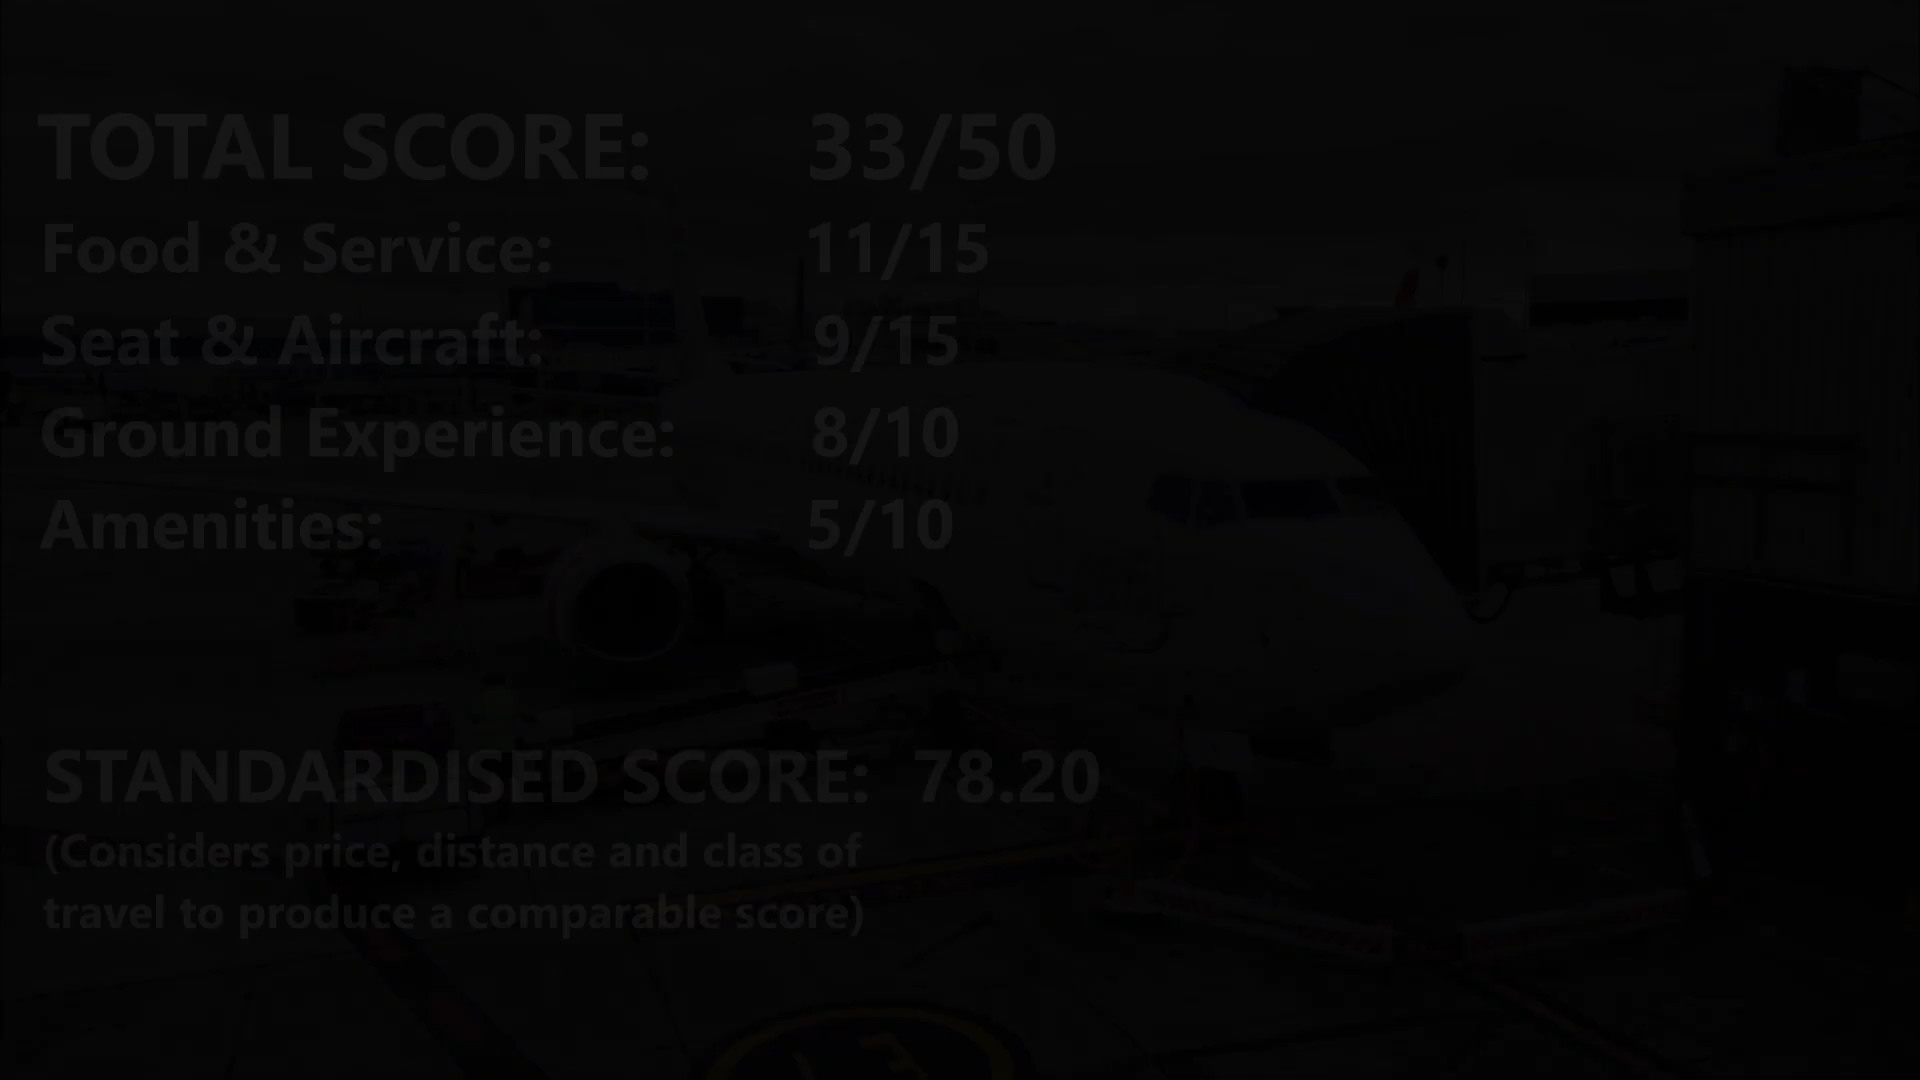 TOTAL SCORE: 33/50
Food & Service: 11/15
Seat & Aircraft: 9/15
Ground Experience: 8/10
Amenities: 5/10
STANDARDISED SCORE: 78.20
(Considers price, distance and class of
travel to produce a comparable score)
13